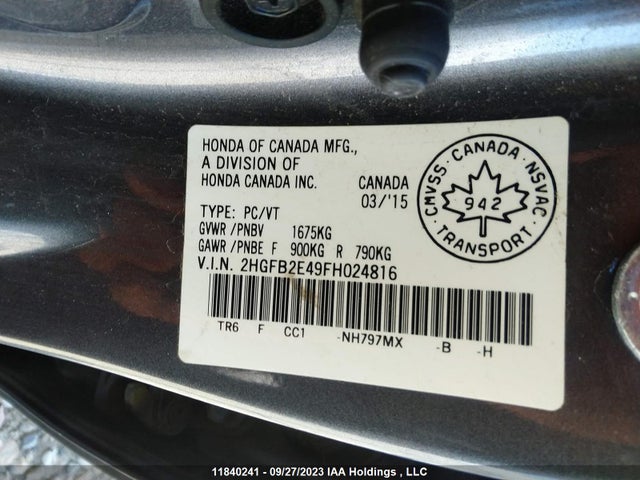 HONDA OF CANADA MFG.,
A DIVISION OF
HONDA CANADA INC.
CANADA
03/'15
TYPE: PC/VT
GVWR/PNBV 1675KG
GAWR/PNBE F 900KG R 790KG
V.I.N. 2HGFB2E49FH024816
TR6 F CC1 -NH797MX -B -H
CMVSS · CANADA · NSVAC
942
· TRANSPORT ·
11840241 - 09/27/2023 IAA Holdings , LLC